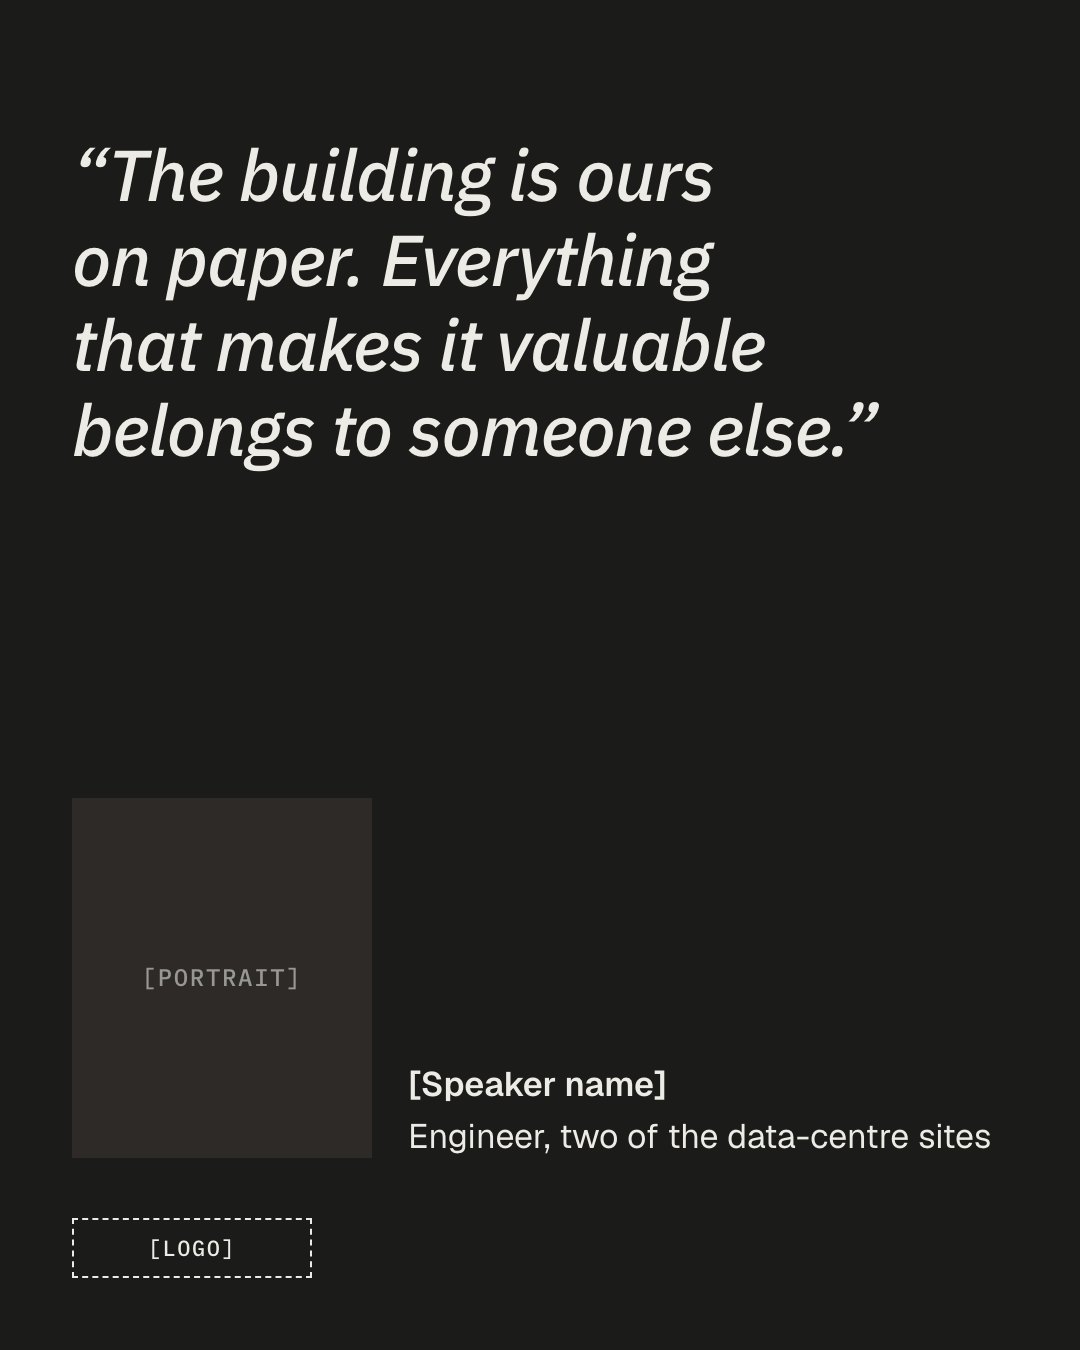 “The building is ours
on paper. Everything
that makes it valuable
belongs to someone else.”
[PORTRAIT]
[Speaker name]
Engineer, two of the data-centre sites
[LOGO]